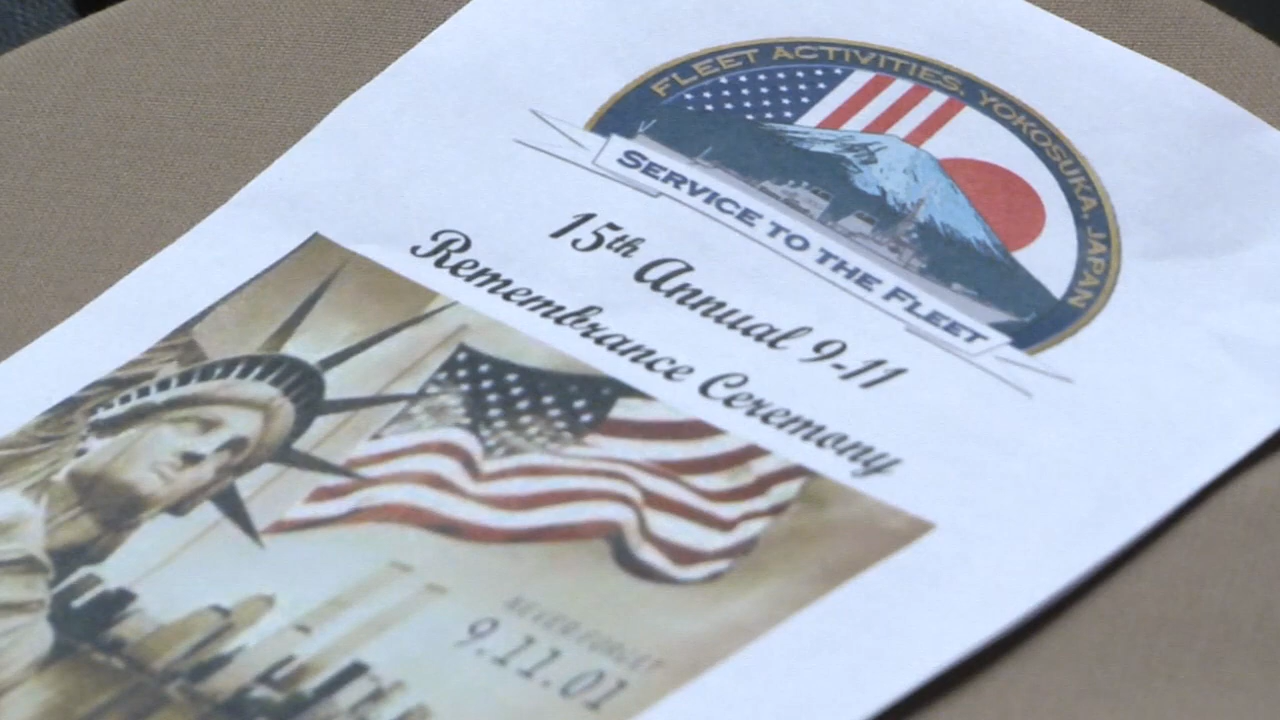 FLEET ACTIVITIES, YOKOSUKA, JAPAN
SERVICE TO THE FLEET
15th Annual 9-11
Remembrance Ceremony
NEVER FORGET
9.11.01